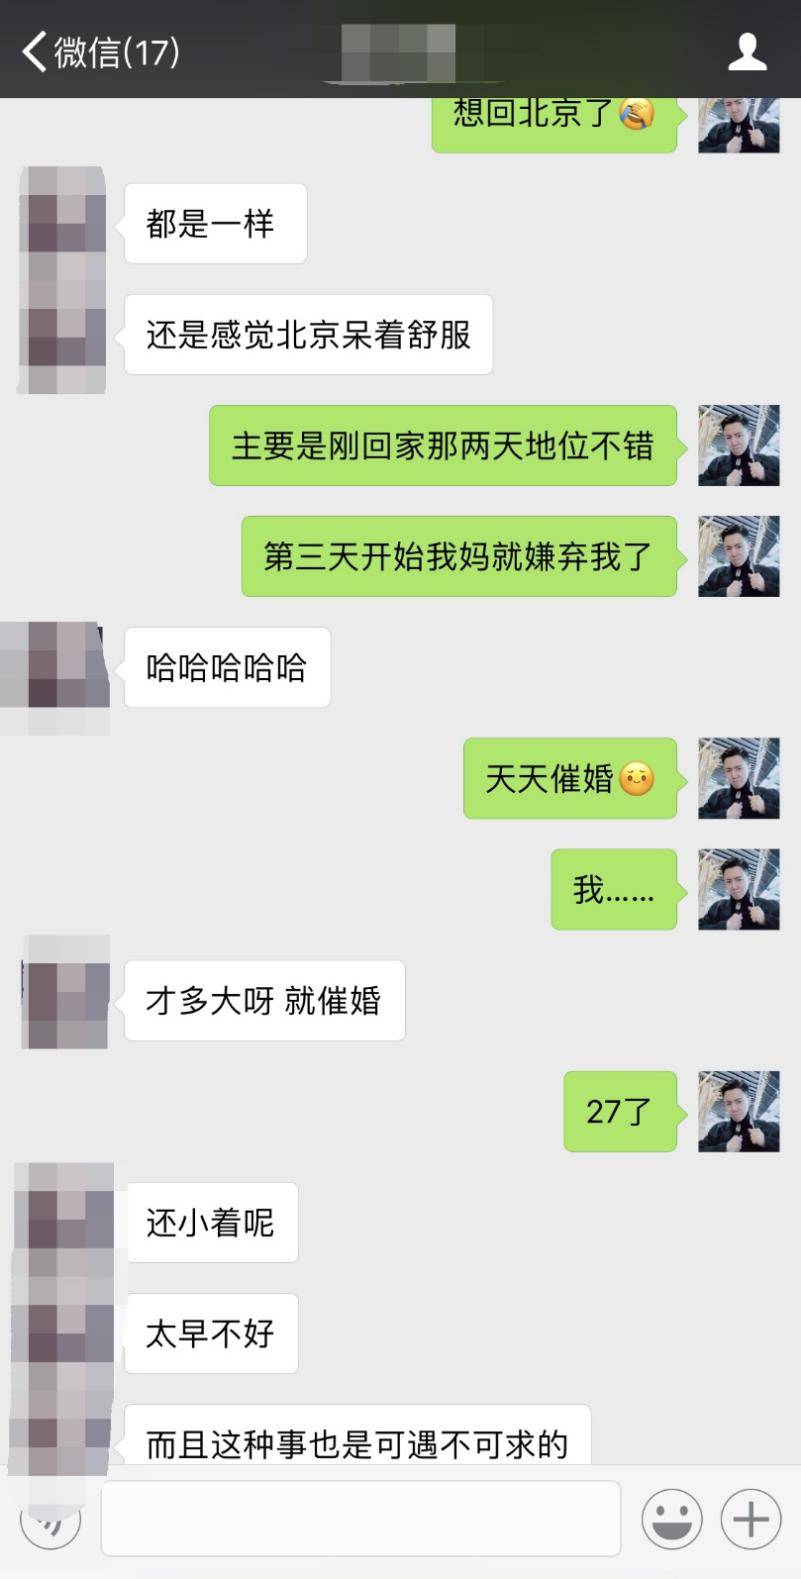 微信(17)
想回北京了😂
都是一样
还是感觉北京呆着舒服
主要是刚回家那两天地位不错
第三天开始我妈就嫌弃我了
哈哈哈哈哈
天天催婚
我……
才多大呀 就催婚
27了
还小着呢
太早不好
而且这种事也是可遇不可求的